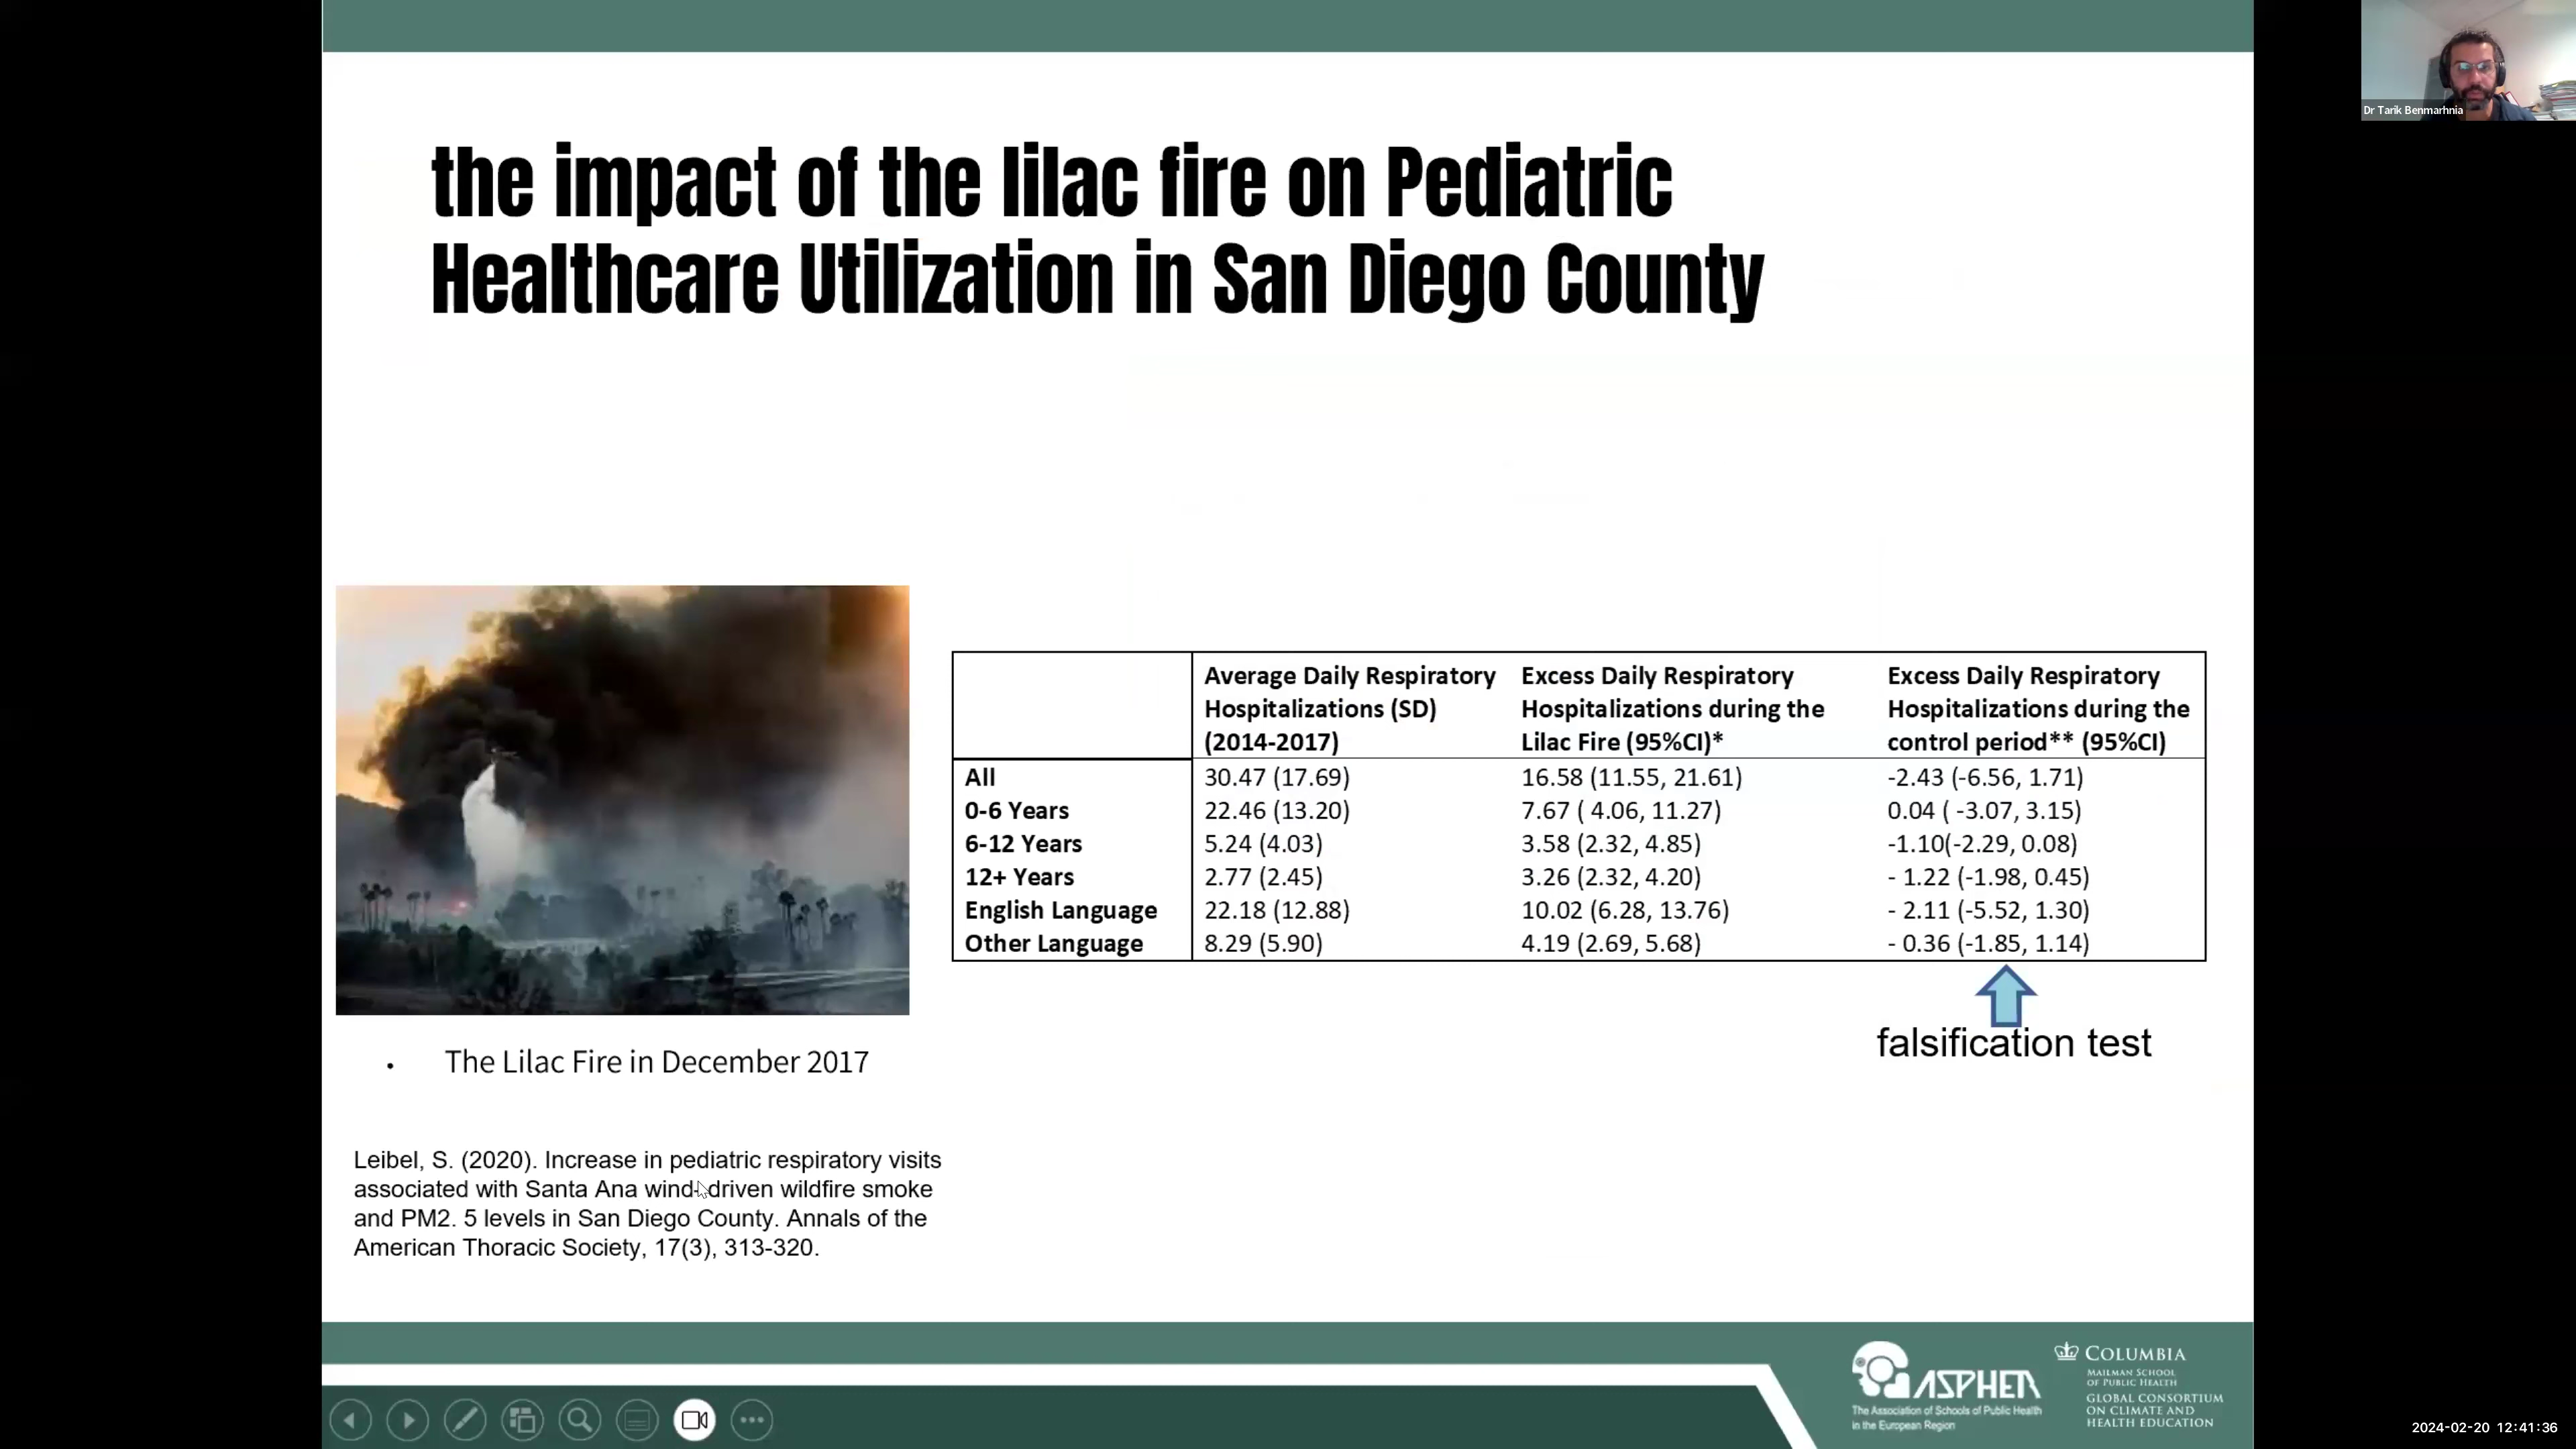 Dr Tarik Benmarhnia
the impact of the lilac fire on Pediatric
Healthcare Utilization in San Diego County
Average Daily Respiratory
Hospitalizations (SD)
(2014-2017)
Excess Daily Respiratory
Hospitalizations during the
Lilac Fire (95%CI)*
Excess Daily Respiratory
Hospitalizations during the
control period** (95%CI)
All 30.47 (17.69) 16.58 (11.55, 21.61) -2.43 (-6.56, 1.71)
0-6 Years 22.46 (13.20) 7.67 ( 4.06, 11.27) 0.04 ( -3.07, 3.15)
6-12 Years 5.24 (4.03) 3.58 (2.32, 4.85) -1.10(-2.29, 0.08)
12+ Years 2.77 (2.45) 3.26 (2.32, 4.20) - 1.22 (-1.98, 0.45)
English Language 22.18 (12.88) 10.02 (6.28, 13.76) - 2.11 (-5.52, 1.30)
Other Language 8.29 (5.90) 4.19 (2.69, 5.68) - 0.36 (-1.85, 1.14)
falsification test
• The Lilac Fire in December 2017
Leibel, S. (2020). Increase in pediatric respiratory visits
associated with Santa Ana wind-driven wildfire smoke
and PM2. 5 levels in San Diego County. Annals of the
American Thoracic Society, 17(3), 313-320.
ASPHER
The Association of Schools of Public Health
in the European Region
COLUMBIA
MAILMAN SCHOOL
OF PUBLIC HEALTH
GLOBAL CONSORTIUM
ON CLIMATE AND
HEALTH EDUCATION
2024-02-20 12:41:36